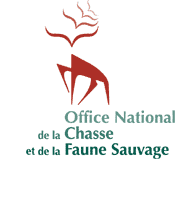 Office National
de la Chasse
et de la Faune Sauvage